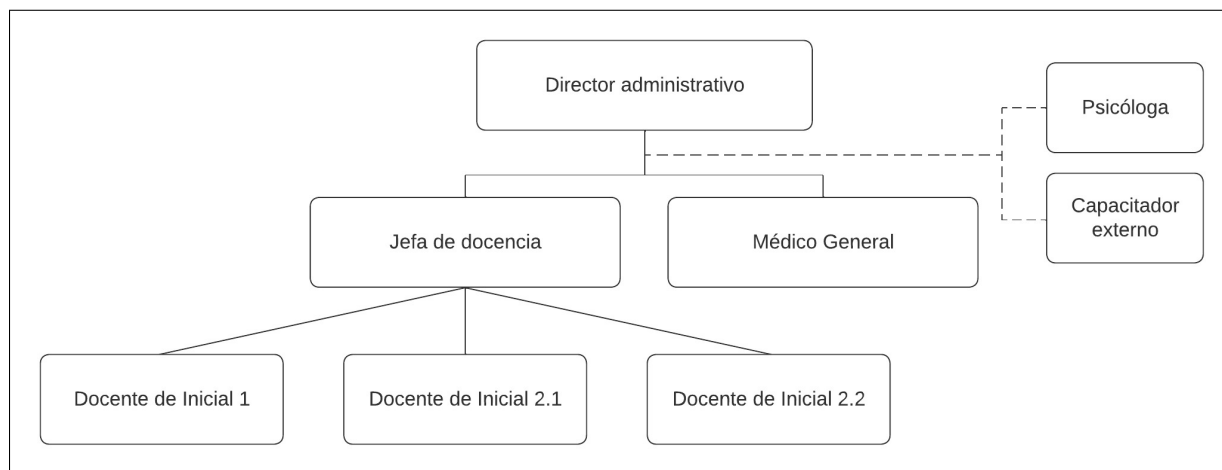 Director administrativo
Psicóloga
Capacitador
externo
Jefa de docencia
Médico General
Docente de Inicial 1
Docente de Inicial 2.1
Docente de Inicial 2.2